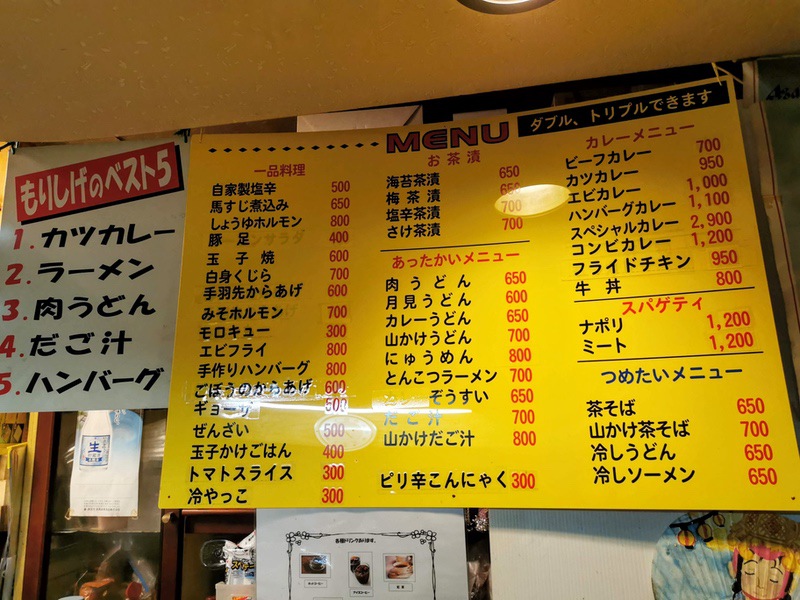 もりしげのベスト5
1. カツカレー
2. ラーメン
3. 肉うどん
4. だご汁
5. ハンバーグ
MENU
ダブル、トリプルできます
一品料理
自家製塩辛 500
馬すじ煮込み 650
しょうゆホルモン 800
豚足 400
玉子焼 600
白身くじら 700
手羽先からあげ 600
みそホルモン 700
モロキュー 300
エビフライ 800
手作りハンバーグ 800
ごぼうのからあげ 600
ギョーザ 500
ぜんざい 500
玉子かけごはん 400
トマトスライス 300
冷やっこ 300
お茶漬
海苔茶漬 650
梅茶漬 650
塩辛茶漬 700
さけ茶漬 700
あったかいメニュー
肉うどん 650
月見うどん 600
カレーうどん 650
山かけうどん 700
にゅうめん 800
とんこつラーメン 700
ぞうすい 650
だご汁 700
山かけだご汁 800
ピリ辛こんにゃく 300
カレーメニュー
ビーフカレー 700
カツカレー 950
エビカレー 1,000
ハンバーグカレー 1,100
スペシャルカレー 2,900
コンビカレー 1,200
フライドチキン 950
牛丼 800
スパゲティ
ナポリ 1,200
ミート 1,200
つめたいメニュー
茶そば 650
山かけ茶そば 700
冷しうどん 650
冷しソーメン 650
生
各種ドリンクあります。